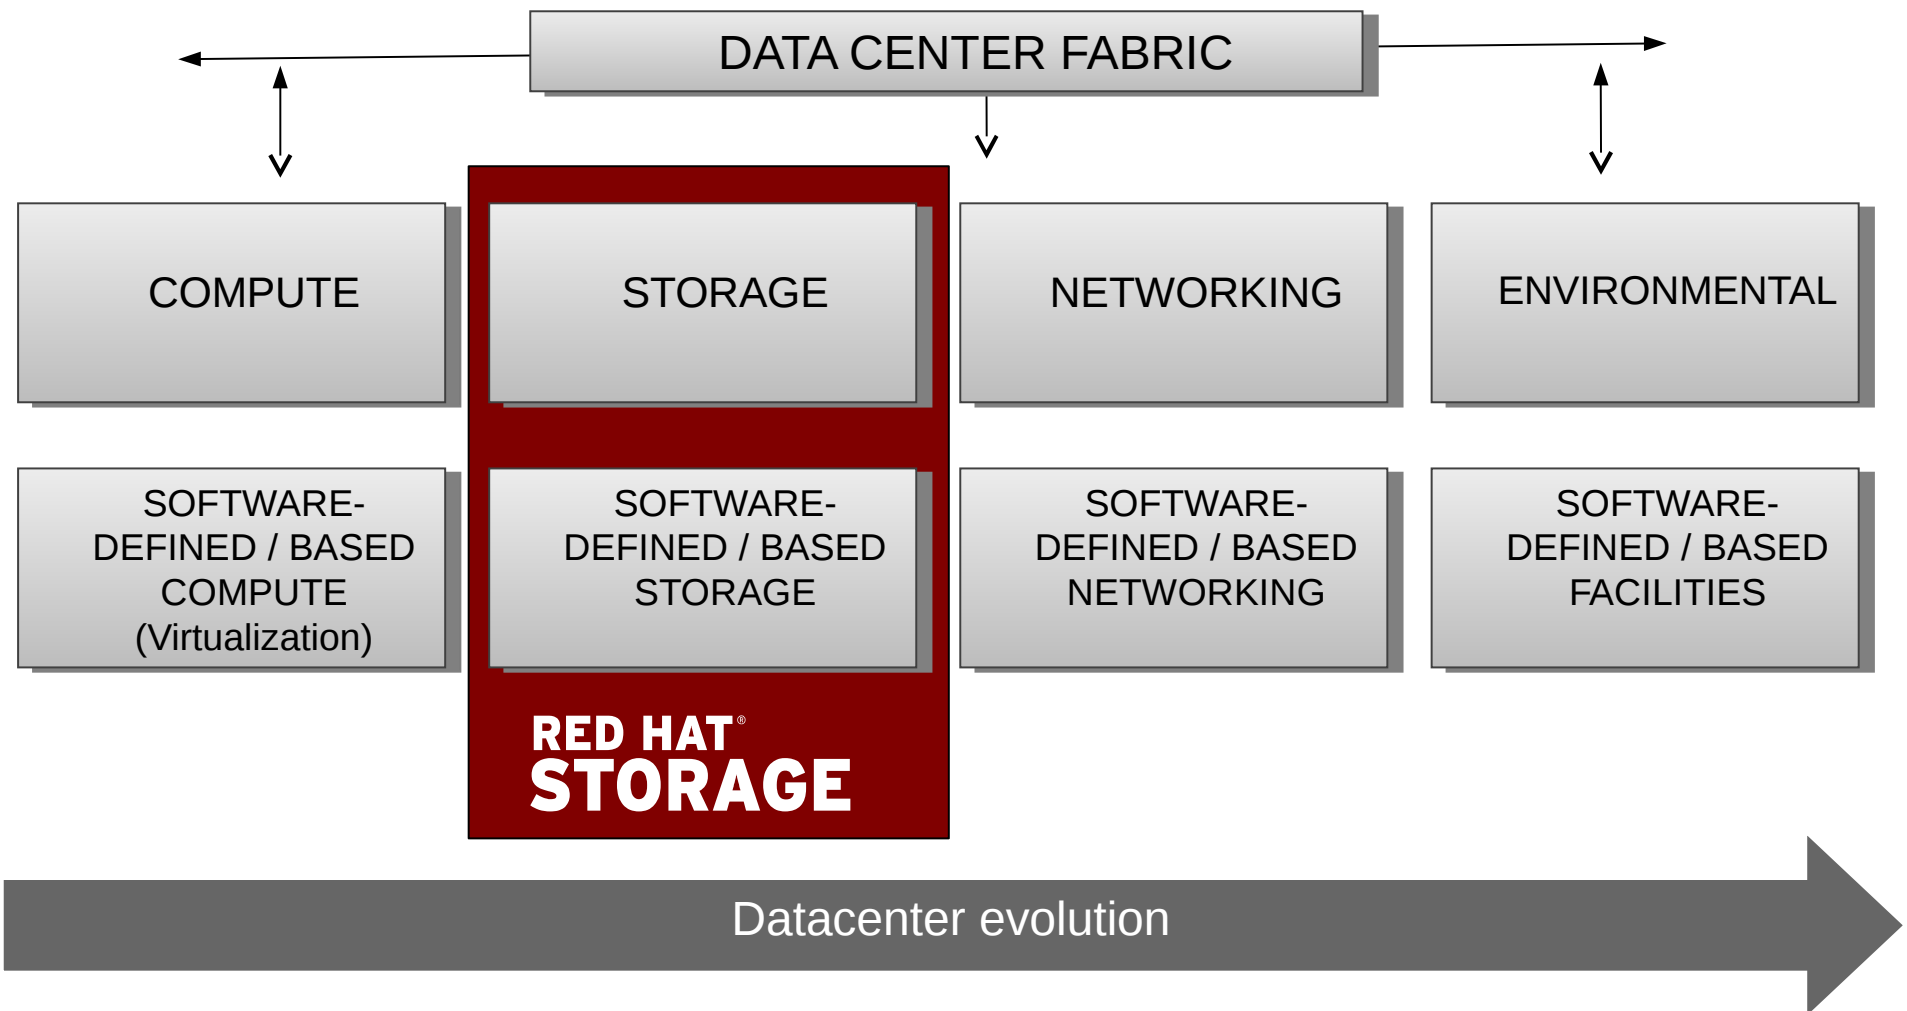 DATA CENTER FABRIC
COMPUTE
STORAGE
NETWORKING
ENVIRONMENTAL
SOFTWARE-
DEFINED / BASED
COMPUTE
(Virtualization)
SOFTWARE-
DEFINED / BASED
STORAGE
SOFTWARE-
DEFINED / BASED
NETWORKING
SOFTWARE-
DEFINED / BASED
FACILITIES
RED HAT®
STORAGE
Datacenter evolution